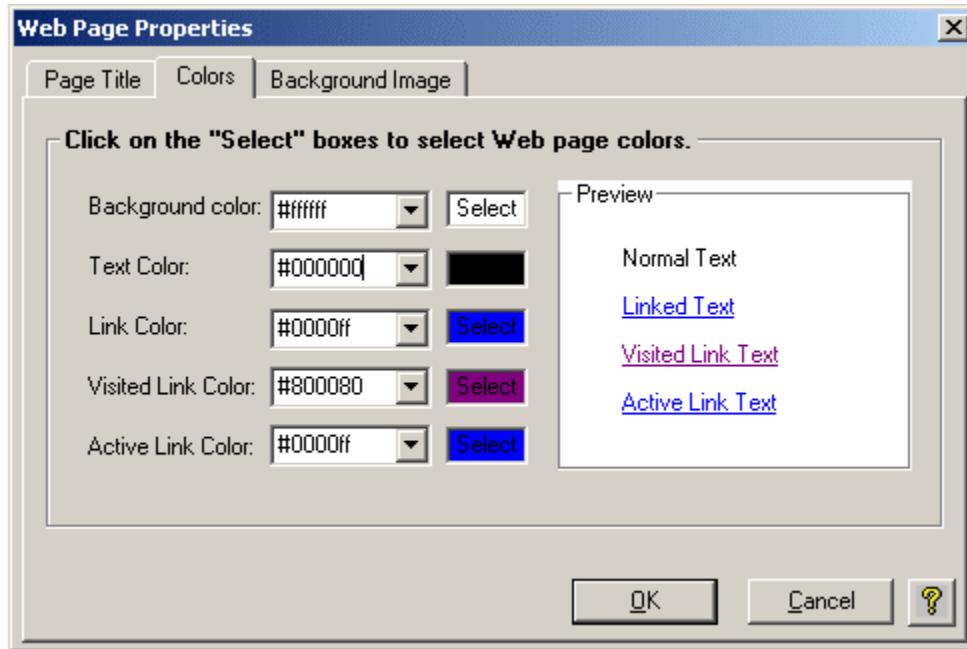 Web Page Properties
Page Title Colors Background Image
Click on the "Select" boxes to select Web page colors.
Background color: #ffffff Select
Text Color: #000000
Link Color: #0000ff Select
Visited Link Color: #800080 Select
Active Link Color: #0000ff Select
Preview
Normal Text
Linked Text
Visited Link Text
Active Link Text
OK Cancel ?